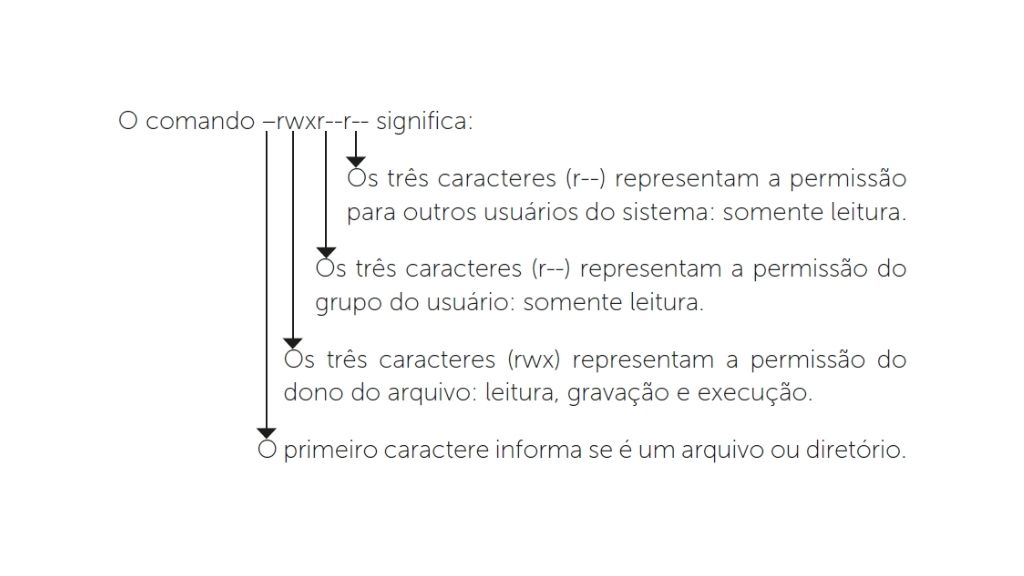 O comando –rwxr--r-- significa:
Os três caracteres (r--) representam a permissão
para outros usuários do sistema: somente leitura.
Os três caracteres (r--) representam a permissão do
grupo do usuário: somente leitura.
Os três caracteres (rwx) representam a permissão do
dono do arquivo: leitura, gravação e execução.
O primeiro caractere informa se é um arquivo ou diretório.